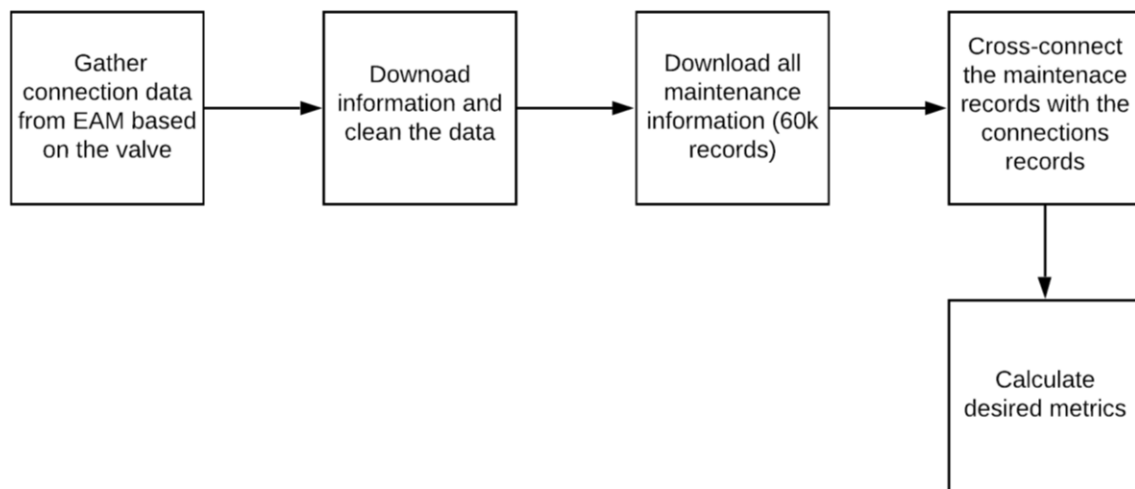 Gather
connection data
from EAM based
on the valve
Downoad
information and
clean the data
Download all
maintenance
information (60k
records)
Cross-connect
the maintenace
records with the
connections
records
Calculate
desired metrics